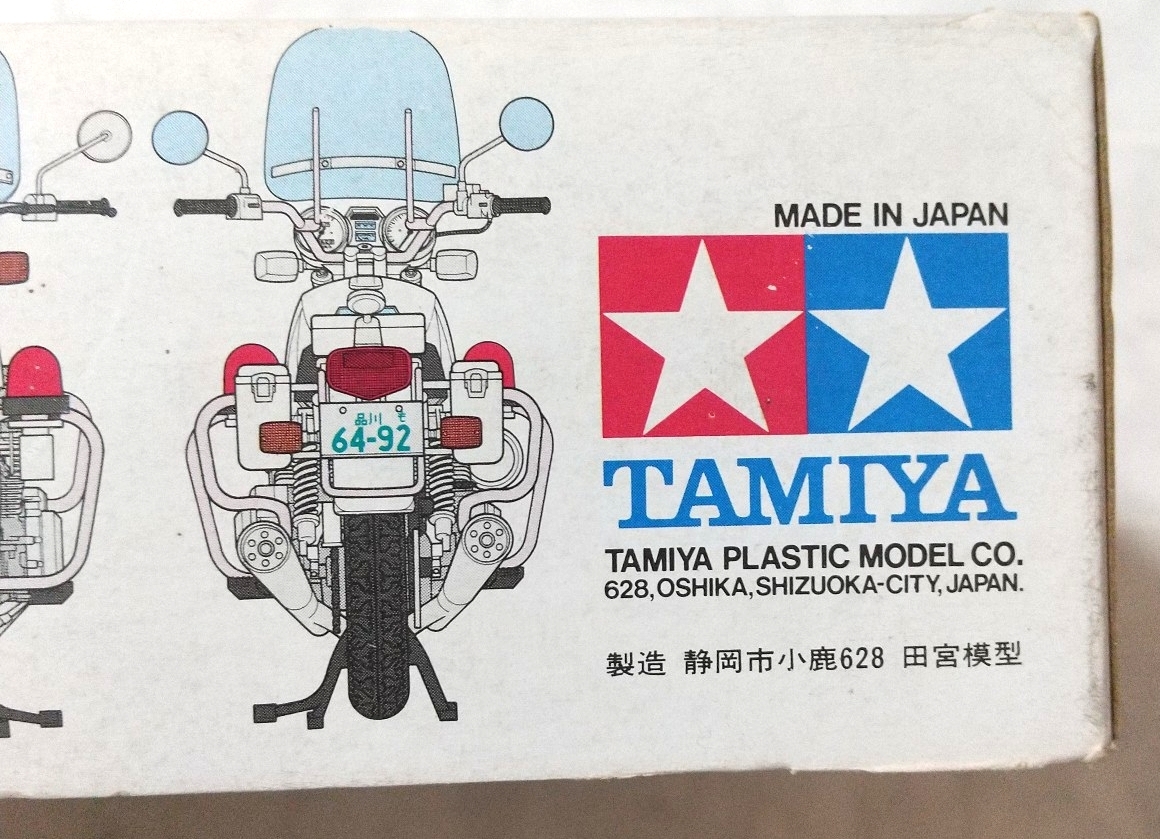 品川 も
64-92
MADE IN JAPAN
TAMIYA
TAMIYA PLASTIC MODEL CO.
628,OSHIKA,SHIZUOKA-CITY,JAPAN.
製造 静岡市小鹿628 田宮模型